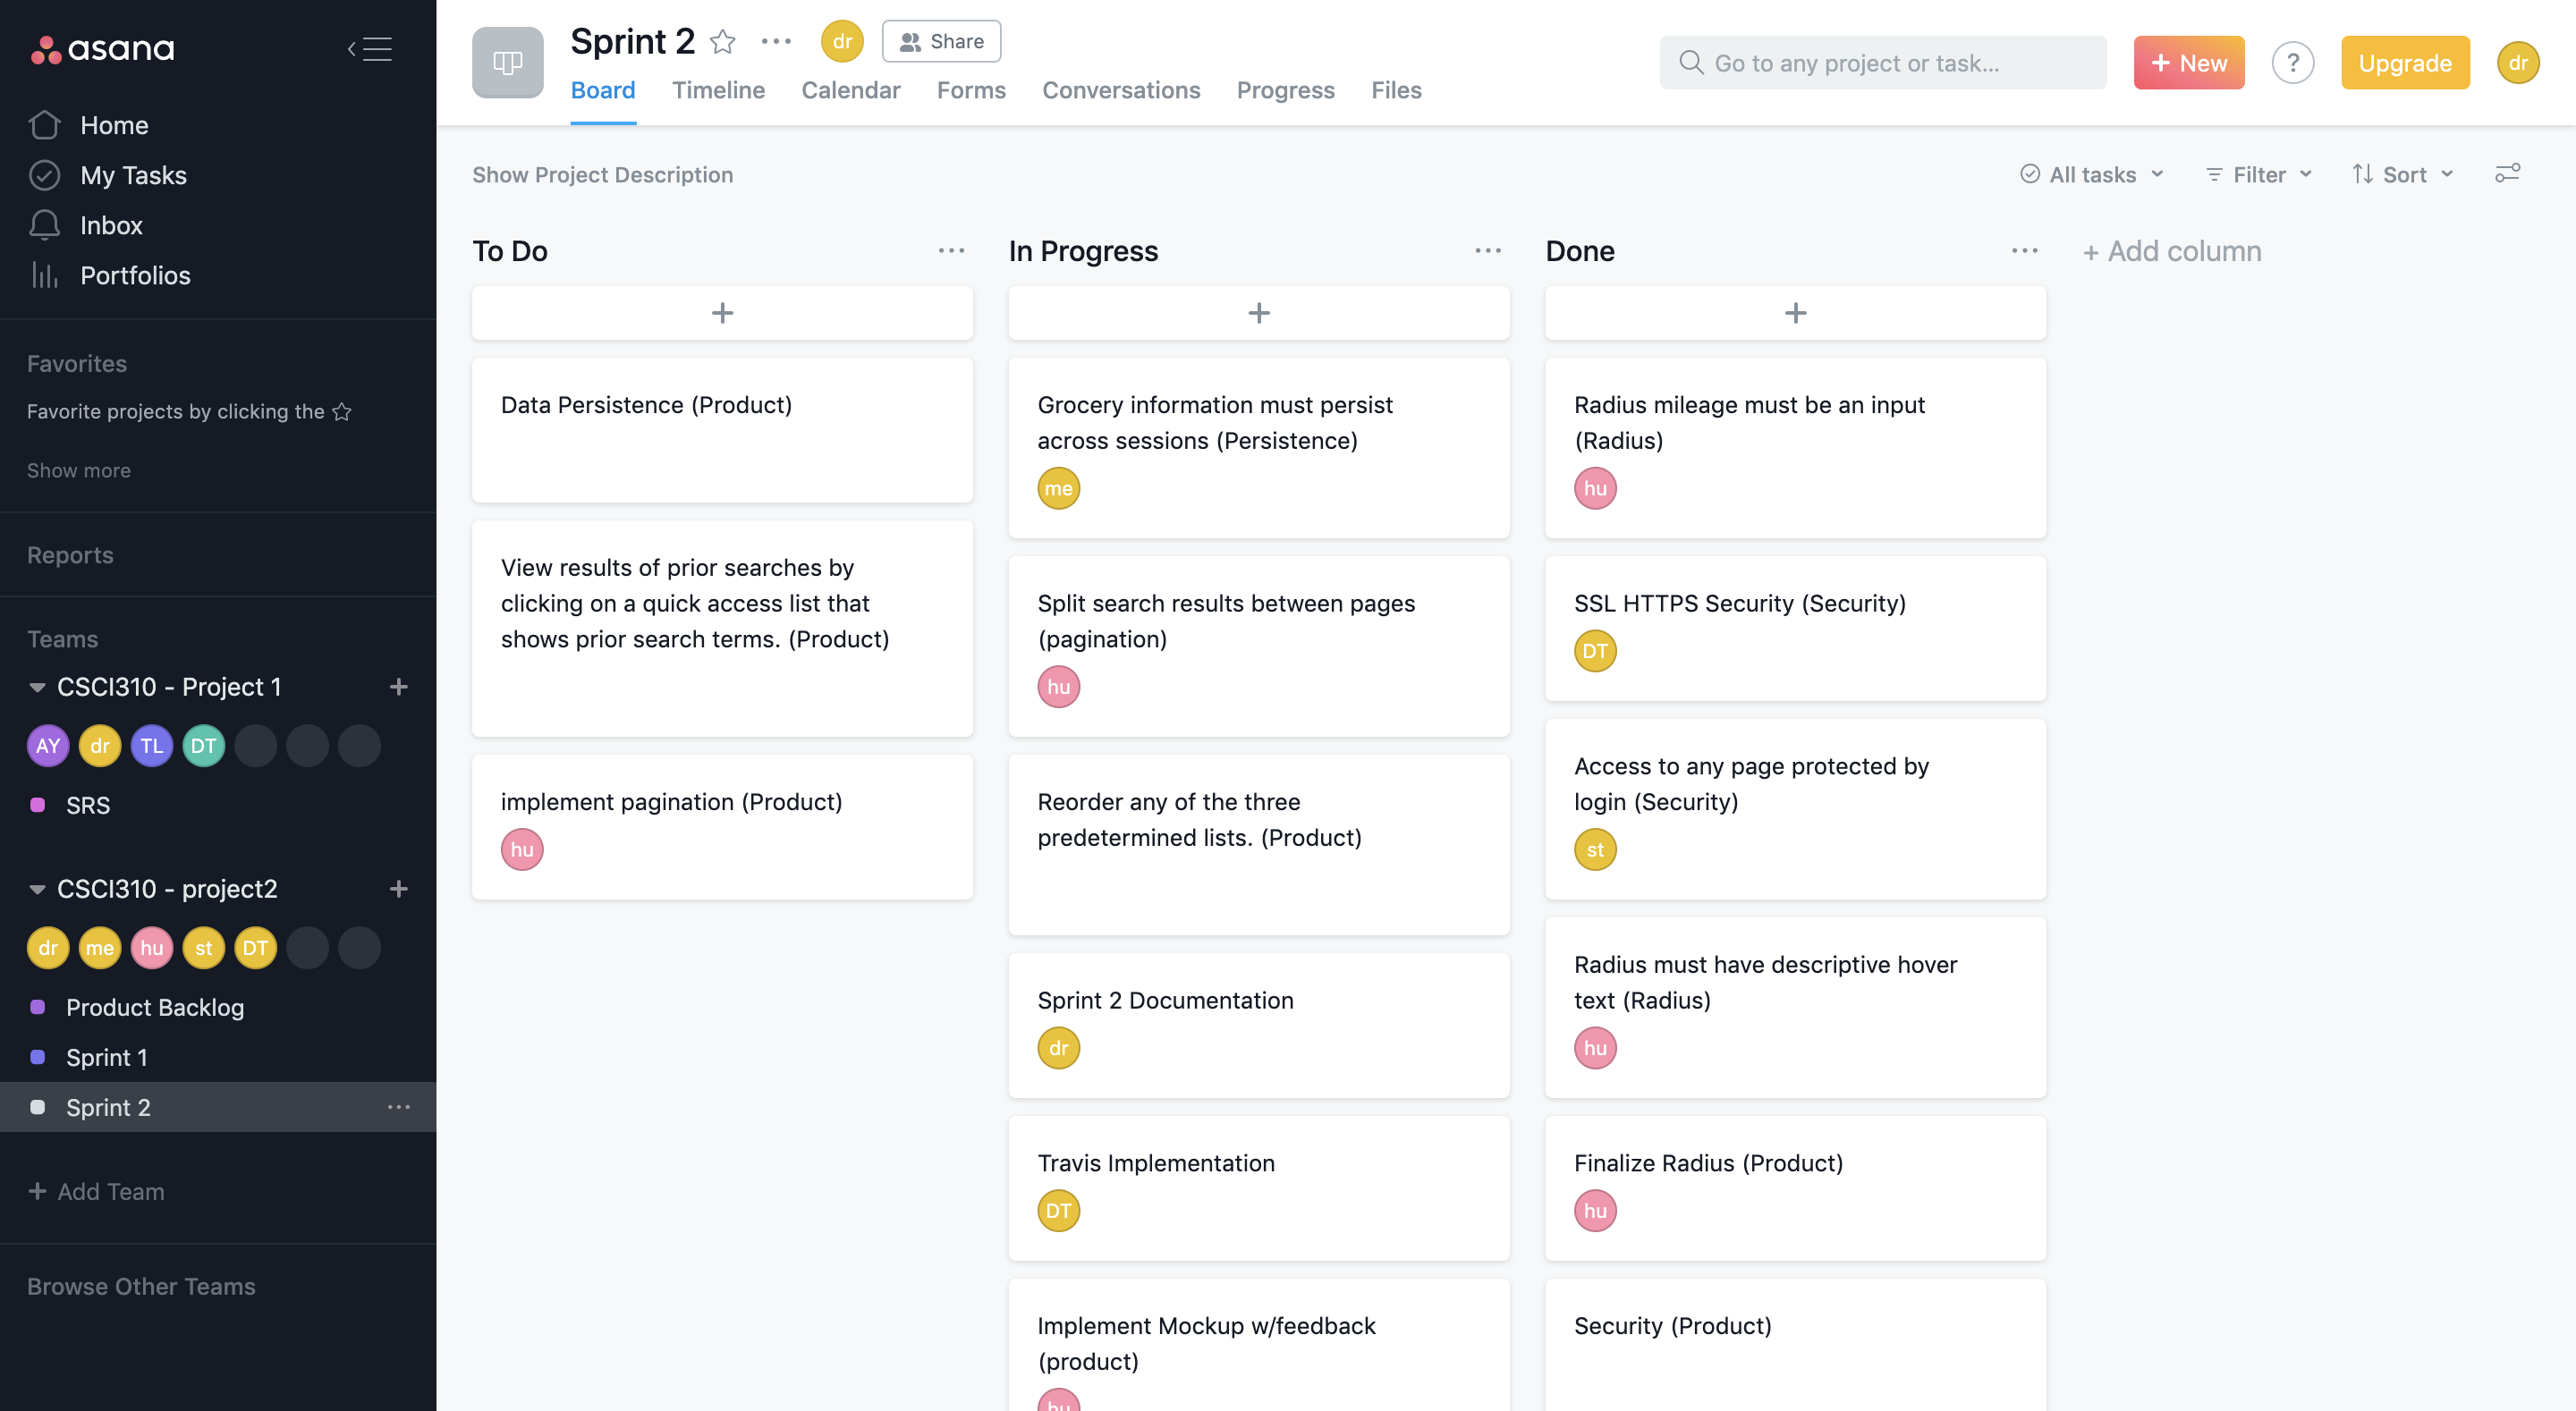 asana
Home
My Tasks
Inbox
Portfolios
Favorites
Favorite projects by clicking the
Show more
Reports
Teams
CSCI310 - Project 1
AY dr TL DT
SRS
CSCI310 - project2
dr me hu st DT
Product Backlog
Sprint 1
Sprint 2
+ Add Team
Browse Other Teams
Sprint 2 ... dr Share
Board Timeline Calendar Forms Conversations Progress Files
Go to any project or task...
+ New
?
Upgrade
dr
Show Project Description
All tasks
Filter
Sort
To Do
+
Data Persistence (Product)
View results of prior searches by
clicking on a quick access list that
shows prior search terms. (Product)
implement pagination (Product)
hu
In Progress
+
Grocery information must persist
across sessions (Persistence)
me
Split search results between pages
(pagination)
hu
Reorder any of the three
predetermined lists. (Product)
Sprint 2 Documentation
dr
Travis Implementation
DT
Implement Mockup w/feedback
(product)
hu
Done
+
Radius mileage must be an input
(Radius)
hu
SSL HTTPS Security (Security)
DT
Access to any page protected by
login (Security)
st
Radius must have descriptive hover
text (Radius)
hu
Finalize Radius (Product)
hu
Security (Product)
+ Add column